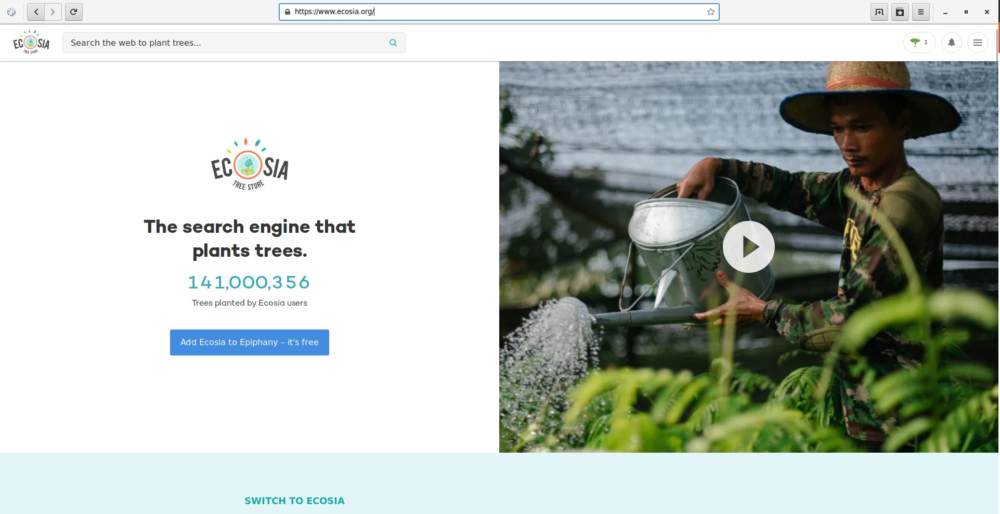 https://www.ecosia.org/
ECOSIA
TREE STORE
Search the web to plant trees...
1
ECOSIA
TREE STORE
The search engine that
plants trees.
141,000,356
Trees planted by Ecosia users
Add Ecosia to Epiphany – it's free
SWITCH TO ECOSIA